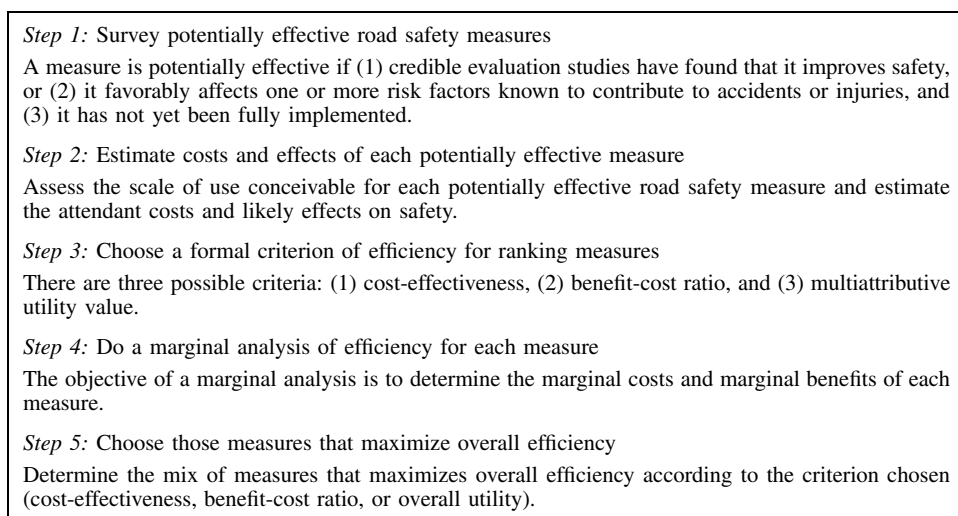 Step 1: Survey potentially effective road safety measures
A measure is potentially effective if (1) credible evaluation studies have found that it improves safety,
or (2) it favorably affects one or more risk factors known to contribute to accidents or injuries, and
(3) it has not yet been fully implemented.
Step 2: Estimate costs and effects of each potentially effective measure
Assess the scale of use conceivable for each potentially effective road safety measure and estimate
the attendant costs and likely effects on safety.
Step 3: Choose a formal criterion of efficiency for ranking measures
There are three possible criteria: (1) cost-effectiveness, (2) benefit-cost ratio, and (3) multiattributive
utility value.
Step 4: Do a marginal analysis of efficiency for each measure
The objective of a marginal analysis is to determine the marginal costs and marginal benefits of each
measure.
Step 5: Choose those measures that maximize overall efficiency
Determine the mix of measures that maximizes overall efficiency according to the criterion chosen
(cost-effectiveness, benefit-cost ratio, or overall utility).